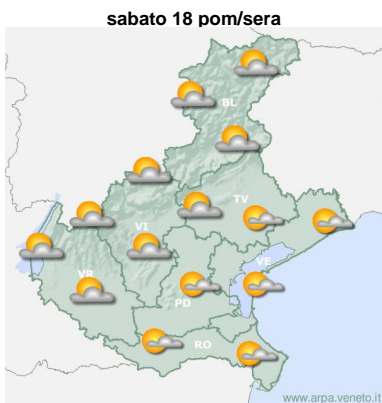 sabato 18 pom/sera
BL
TV
VI
VE
VR
PD
RO
www.arpa.veneto.it